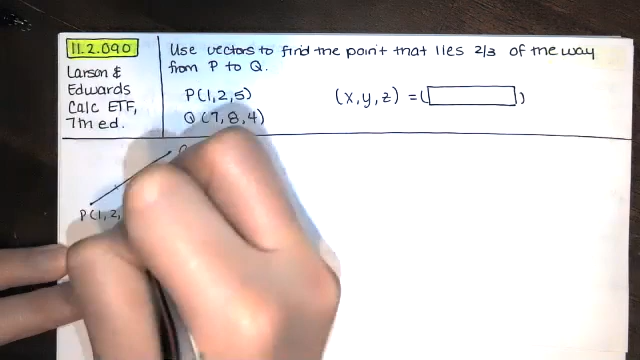 11.2.090
Larson &
Edwards
Calc ETF,
7th ed.
Use vectors to find the point that lies 2/3 of the way
from P to Q.
P(1,2,5)
Q(7,8,4)
(x,y,z) = ( )
P(1,2,